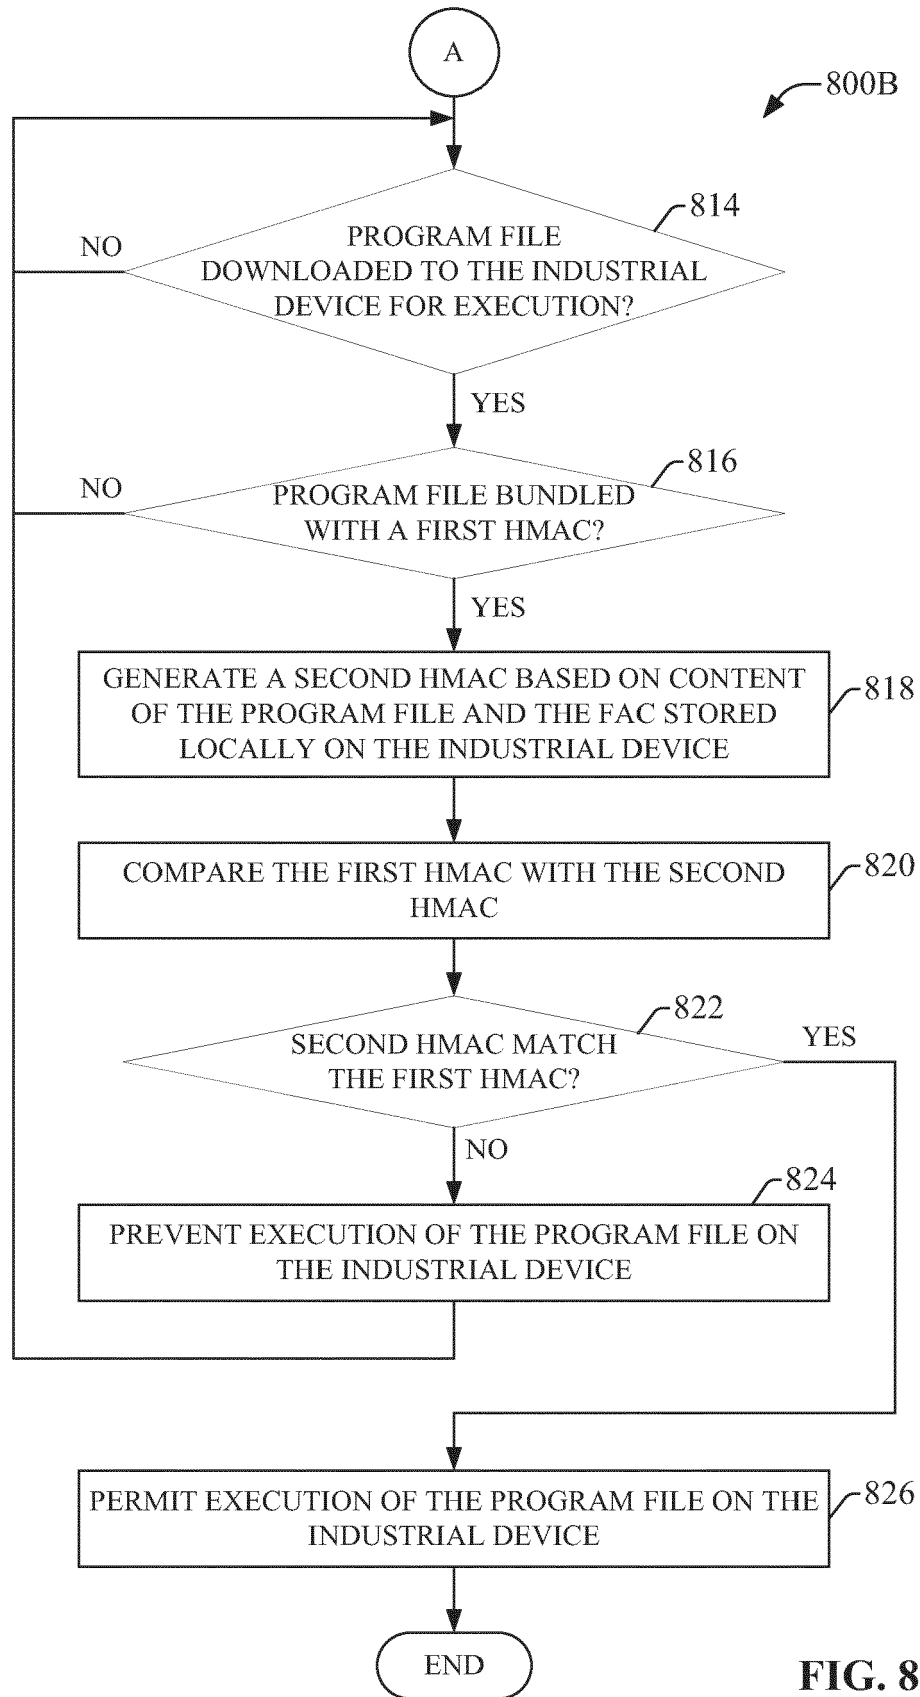 A
800B
814
PROGRAM FILE
DOWNLOADED TO THE INDUSTRIAL
DEVICE FOR EXECUTION?
NO
YES
816
NO
PROGRAM FILE BUNDLED
WITH A FIRST HMAC?
YES
GENERATE A SECOND HMAC BASED ON CONTENT
OF THE PROGRAM FILE AND THE FAC STORED
LOCALLY ON THE INDUSTRIAL DEVICE
818
COMPARE THE FIRST HMAC WITH THE SECOND
HMAC
820
822
SECOND HMAC MATCH
THE FIRST HMAC?
YES
NO
824
PREVENT EXECUTION OF THE PROGRAM FILE ON
THE INDUSTRIAL DEVICE
PERMIT EXECUTION OF THE PROGRAM FILE ON THE
INDUSTRIAL DEVICE
826
END
FIG. 8